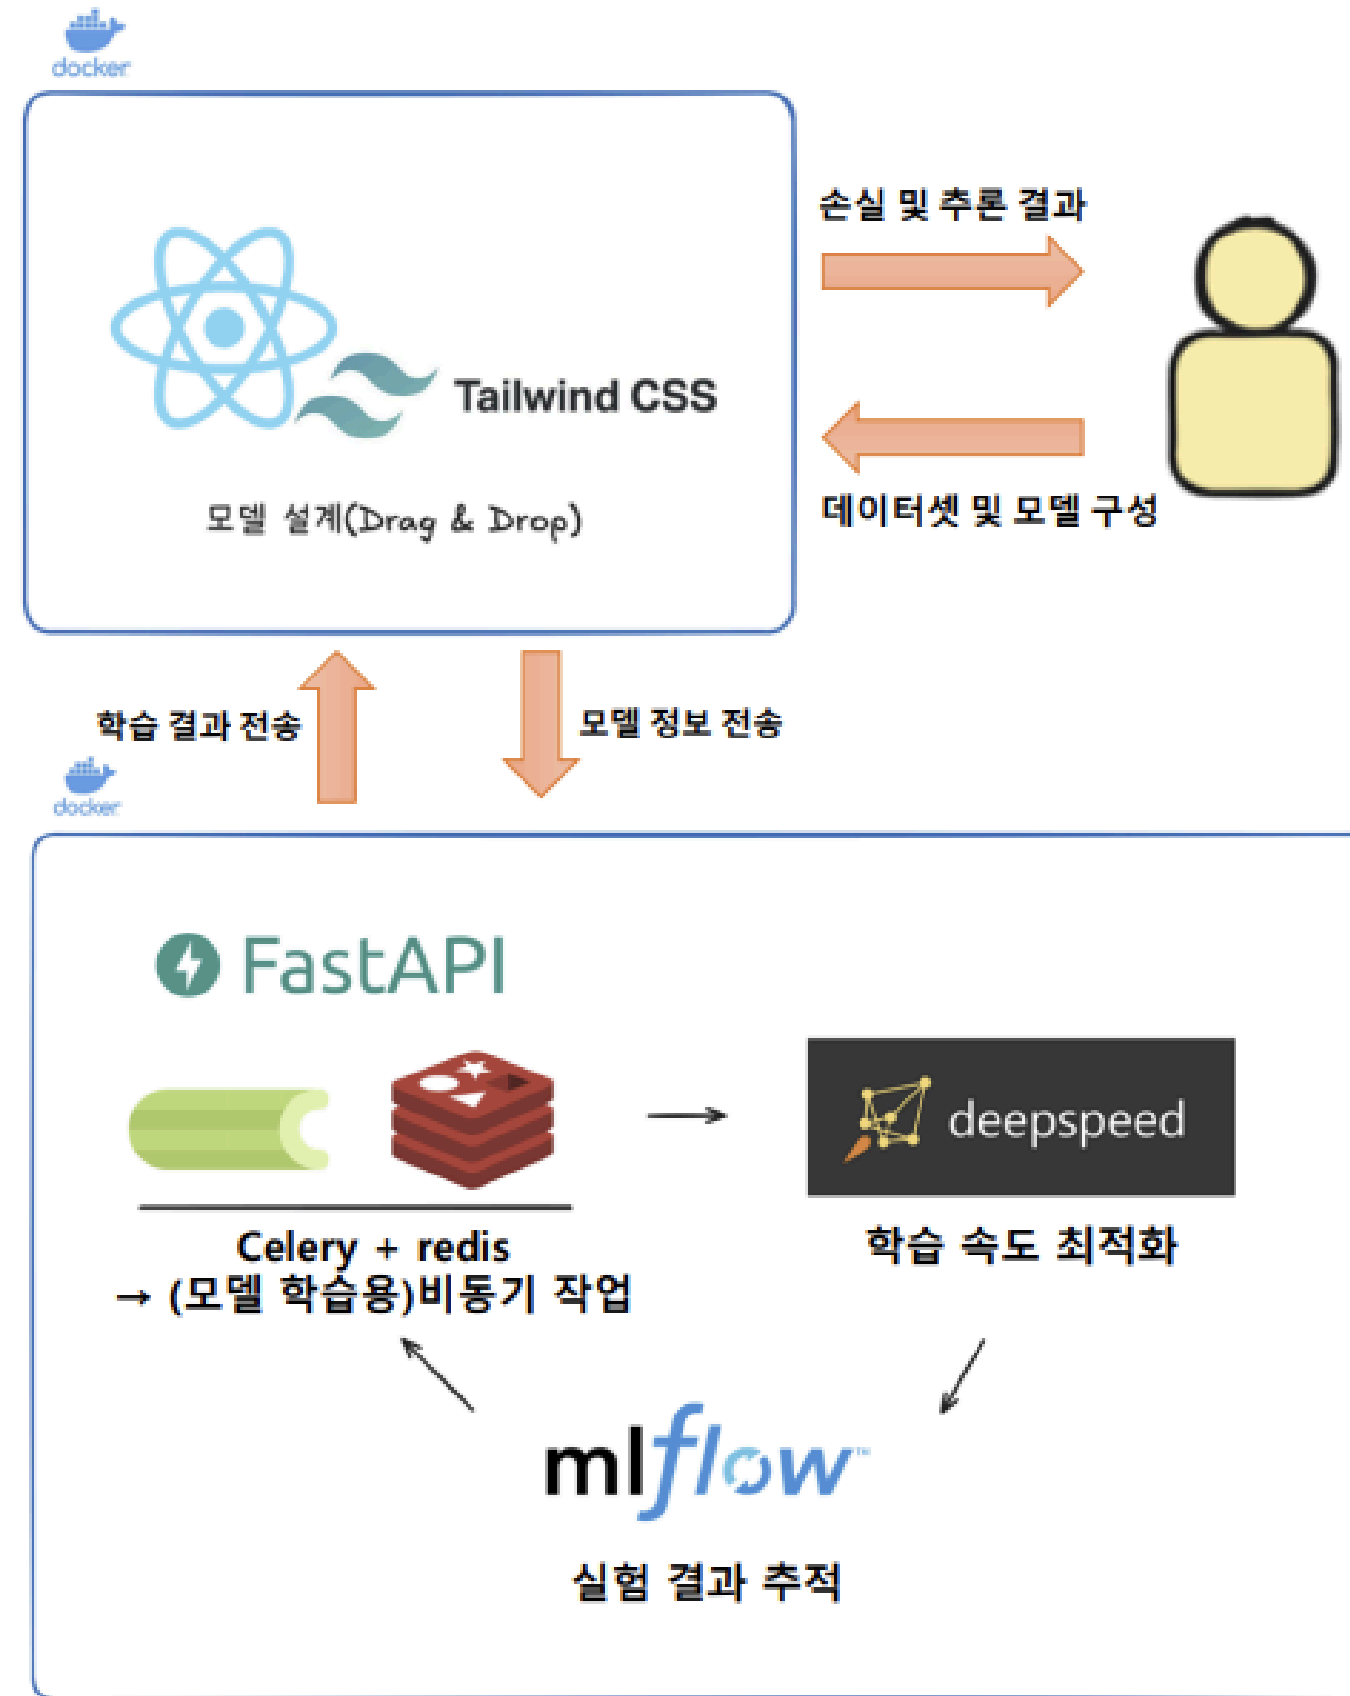 docker
손실 및 추론 결과
Tailwind CSS
데이터셋 및 모델 구성
모델 설계(Drag & Drop)
학습 결과 전송
모델 정보 전송
docker
FastAPI
deepspeed
Celery + redis
→ (모델 학습용)비동기 작업
학습 속도 최적화
mlflow™
실험 결과 추적